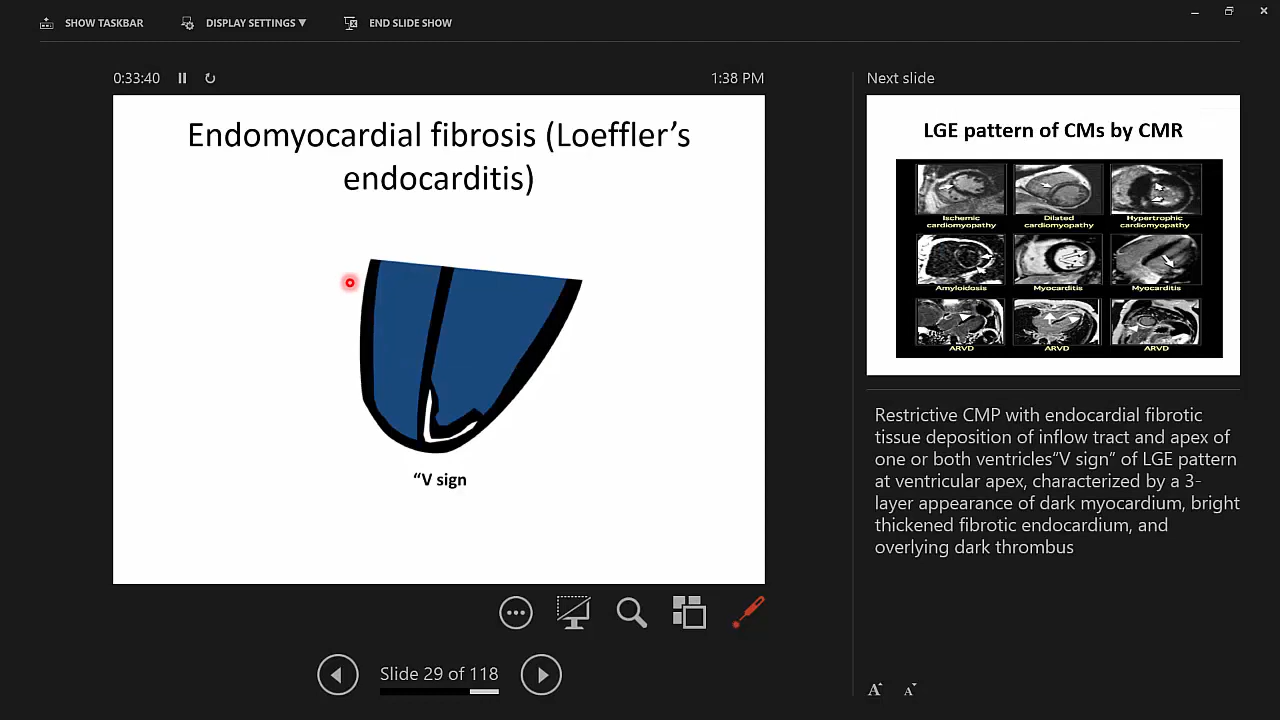 SHOW TASKBAR
DISPLAY SETTINGS ▼
END SLIDE SHOW
0:33:40
1:38 PM
Endomyocardial fibrosis (Loeffler’s
endocarditis)
“V sign
Slide 29 of 118
Next slide
LGE pattern of CMs by CMR
Ischemic
cardiomyopathy
Dilated
cardiomyopathy
Hypertrophic
cardiomyopathy
Amyloidosis
Myocarditis
Myocarditis
ARVD
ARVD
ARVD
Restrictive CMP with endocardial fibrotic
tissue deposition of inflow tract and apex of
one or both ventricles“V sign” of LGE pattern
at ventricular apex, characterized by a 3-
layer appearance of dark myocardium, bright
thickened fibrotic endocardium, and
overlying dark thrombus
A A